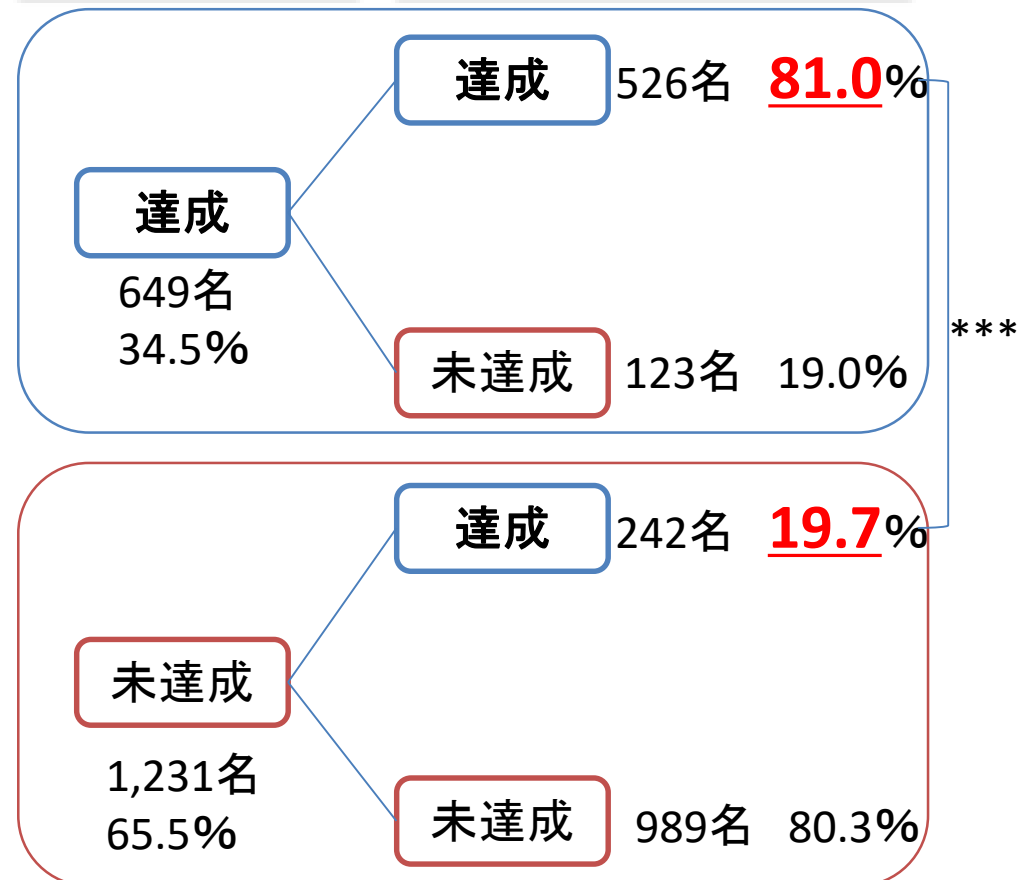 達成 526名 81.0%
達成
649名
34.5%
未達成 123名 19.0%
***
達成 242名 19.7%
未達成
1,231名
65.5%
未達成 989名 80.3%